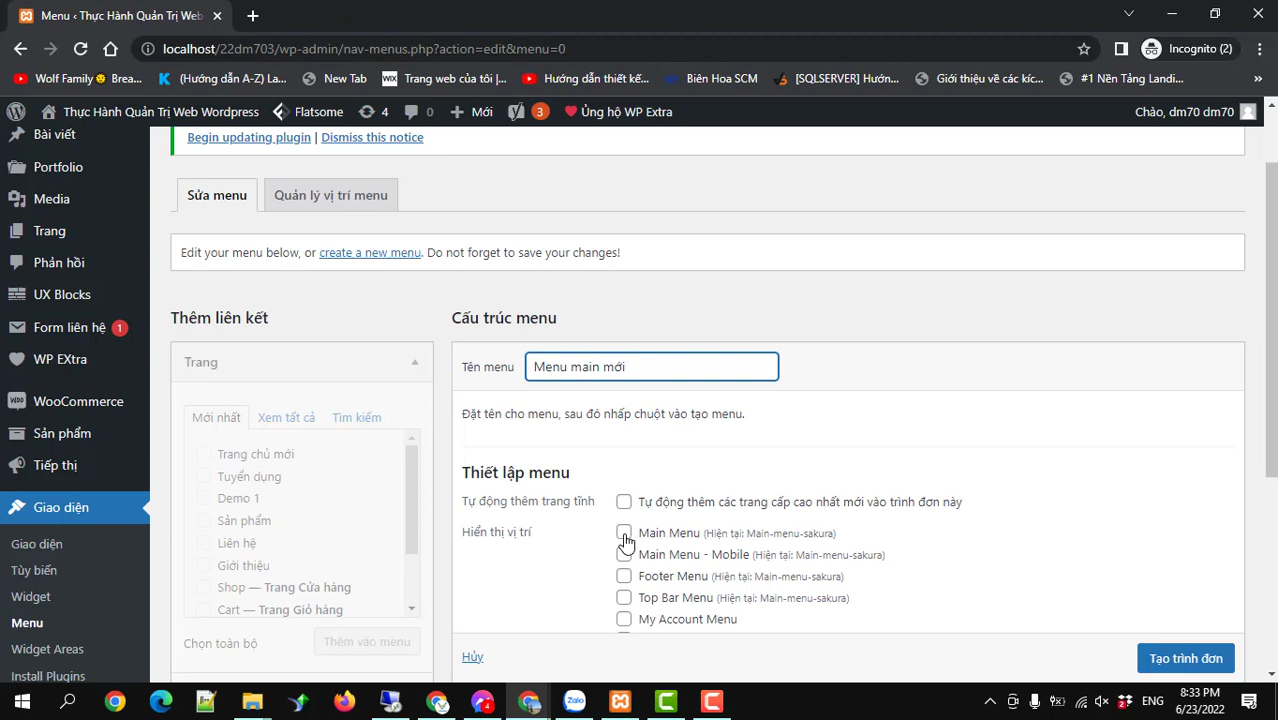 Menu ‹ Thực Hành Quản Trị Web
localhost/22dm703/wp-admin/nav-menus.php?action=edit&menu=0
Incognito (2)
Wolf Family😵 Brea...
(Hướng dẫn A-Z) La...
New Tab
WIX
Trang web của tôi |...
Hướng dẫn thiết kế...
Biên Hoa SCM
[SQLSERVER] Hướn...
Giới thiệu về các kíc...
#1 Nền Tảng Landi...
»
Thực Hành Quản Trị Web Wordpress
Flatsome
4
0
Mới
3
Ủng hộ WP Extra
Chào, dm70 dm70
Bài viết
Portfolio
Media
Trang
Phản hồi
UX Blocks
Form liên hệ 1
WP EXtra
WooCommerce
Sản phẩm
Tiếp thị
Giao diện
Giao diện
Tùy biến
Widget
Menu
Widget Areas
Install Plugins
Begin updating plugin | Dismiss this notice
Sửa menu
Quản lý vị trí menu
Edit your menu below, or create a new menu. Do not forget to save your changes!
Thêm liên kết
Trang
Mới nhất
Xem tất cả
Tìm kiếm
Trang chủ mới
Tuyển dụng
Demo 1
Sản phẩm
Liên hệ
Giới thiệu
Shop — Trang Cửa hàng
Cart — Trang Giỏ hàng
Chọn toàn bộ
Thêm vào menu
Cấu trúc menu
Tên menu
Menu main mới
Đặt tên cho menu, sau đó nhấp chuột vào tạo menu.
Thiết lập menu
Tự động thêm trang tĩnh
Tự động thêm các trang cấp cao nhất mới vào trình đơn này
Hiển thị vị trí
Main Menu (Hiện tại: Main-menu-sakura)
Main Menu - Mobile (Hiện tại: Main-menu-sakura)
Footer Menu (Hiện tại: Main-menu-sakura)
Top Bar Menu (Hiện tại: Main-menu-sakura)
My Account Menu
Hủy
Tạo trình đơn
4
Zalo
2
ENG
8:33 PM
6/23/2022